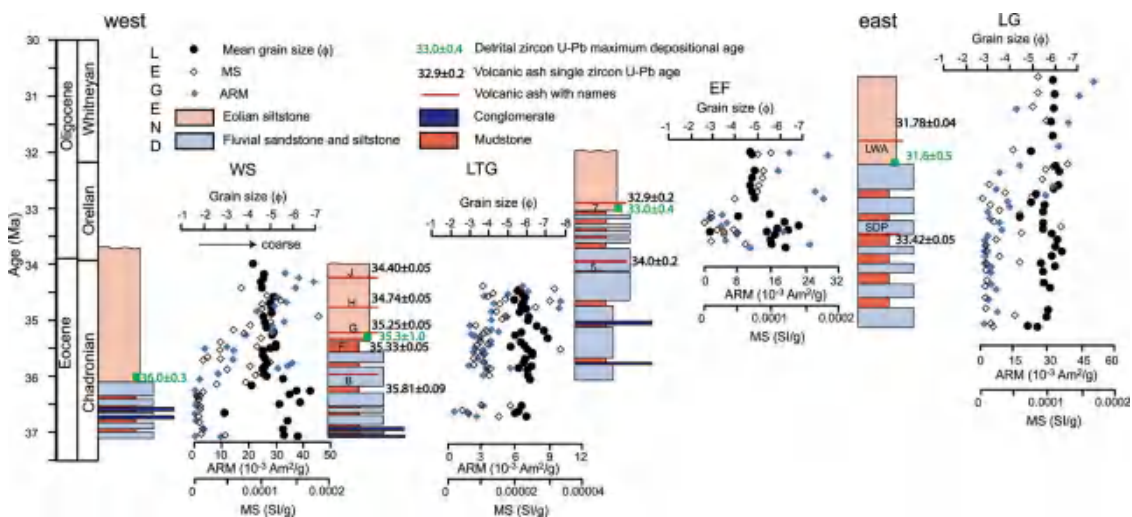 west
east
LG
LEGEND
Mean grain size (ϕ)
MS
ARM
Eolian siltstone
Fluvial sandstone and siltstone
33.0±0.4 Detrital zircon U-Pb maximum depositional age
32.9±0.2 Volcanic ash single zircon U-Pb age
Volcanic ash with names
Conglomerate
Mudstone
Age (Ma)
30
31
32
33
34
35
36
37
Oligocene
Eocene
Whitneyan
Orellan
Chadronian
36.0±0.3
WS
Grain size (ϕ)
-1 -2 -3 -4 -5 -6 -7
coarse
0 10 20 30 40 50
ARM (10⁻³ Am²/g)
0 0.0001 0.0002
MS (SI/g)
J
H
G
F
B
34.40±0.05
34.74±0.05
35.25±0.05
35.3±1.0
35.33±0.05
35.81±0.09
LTG
Grain size (ϕ)
-1 -2 -3 -4 -5 -6 -7 -8
0 3 6 9 12
ARM (10⁻³ Am²/g)
0 0.00002 0.00004
MS (SI/g)
7
5
32.9±0.2
33.0±0.4
34.0±0.2
EF
Grain size (ϕ)
-2 -3 -4 -5 -6 -7
0 8 16 24 32
ARM (10⁻³ Am²/g)
0 0.0001 0.0002
MS (SI/g)
LWA
SDP
31.78±0.04
31.6±0.5
33.42±0.05
Grain size (ϕ)
-1 -2 -3 -4 -5 -6 -7
0 15 30 45 60
ARM (10⁻³ Am²/g)
0 0.0001 0.0002
MS (SI/g)